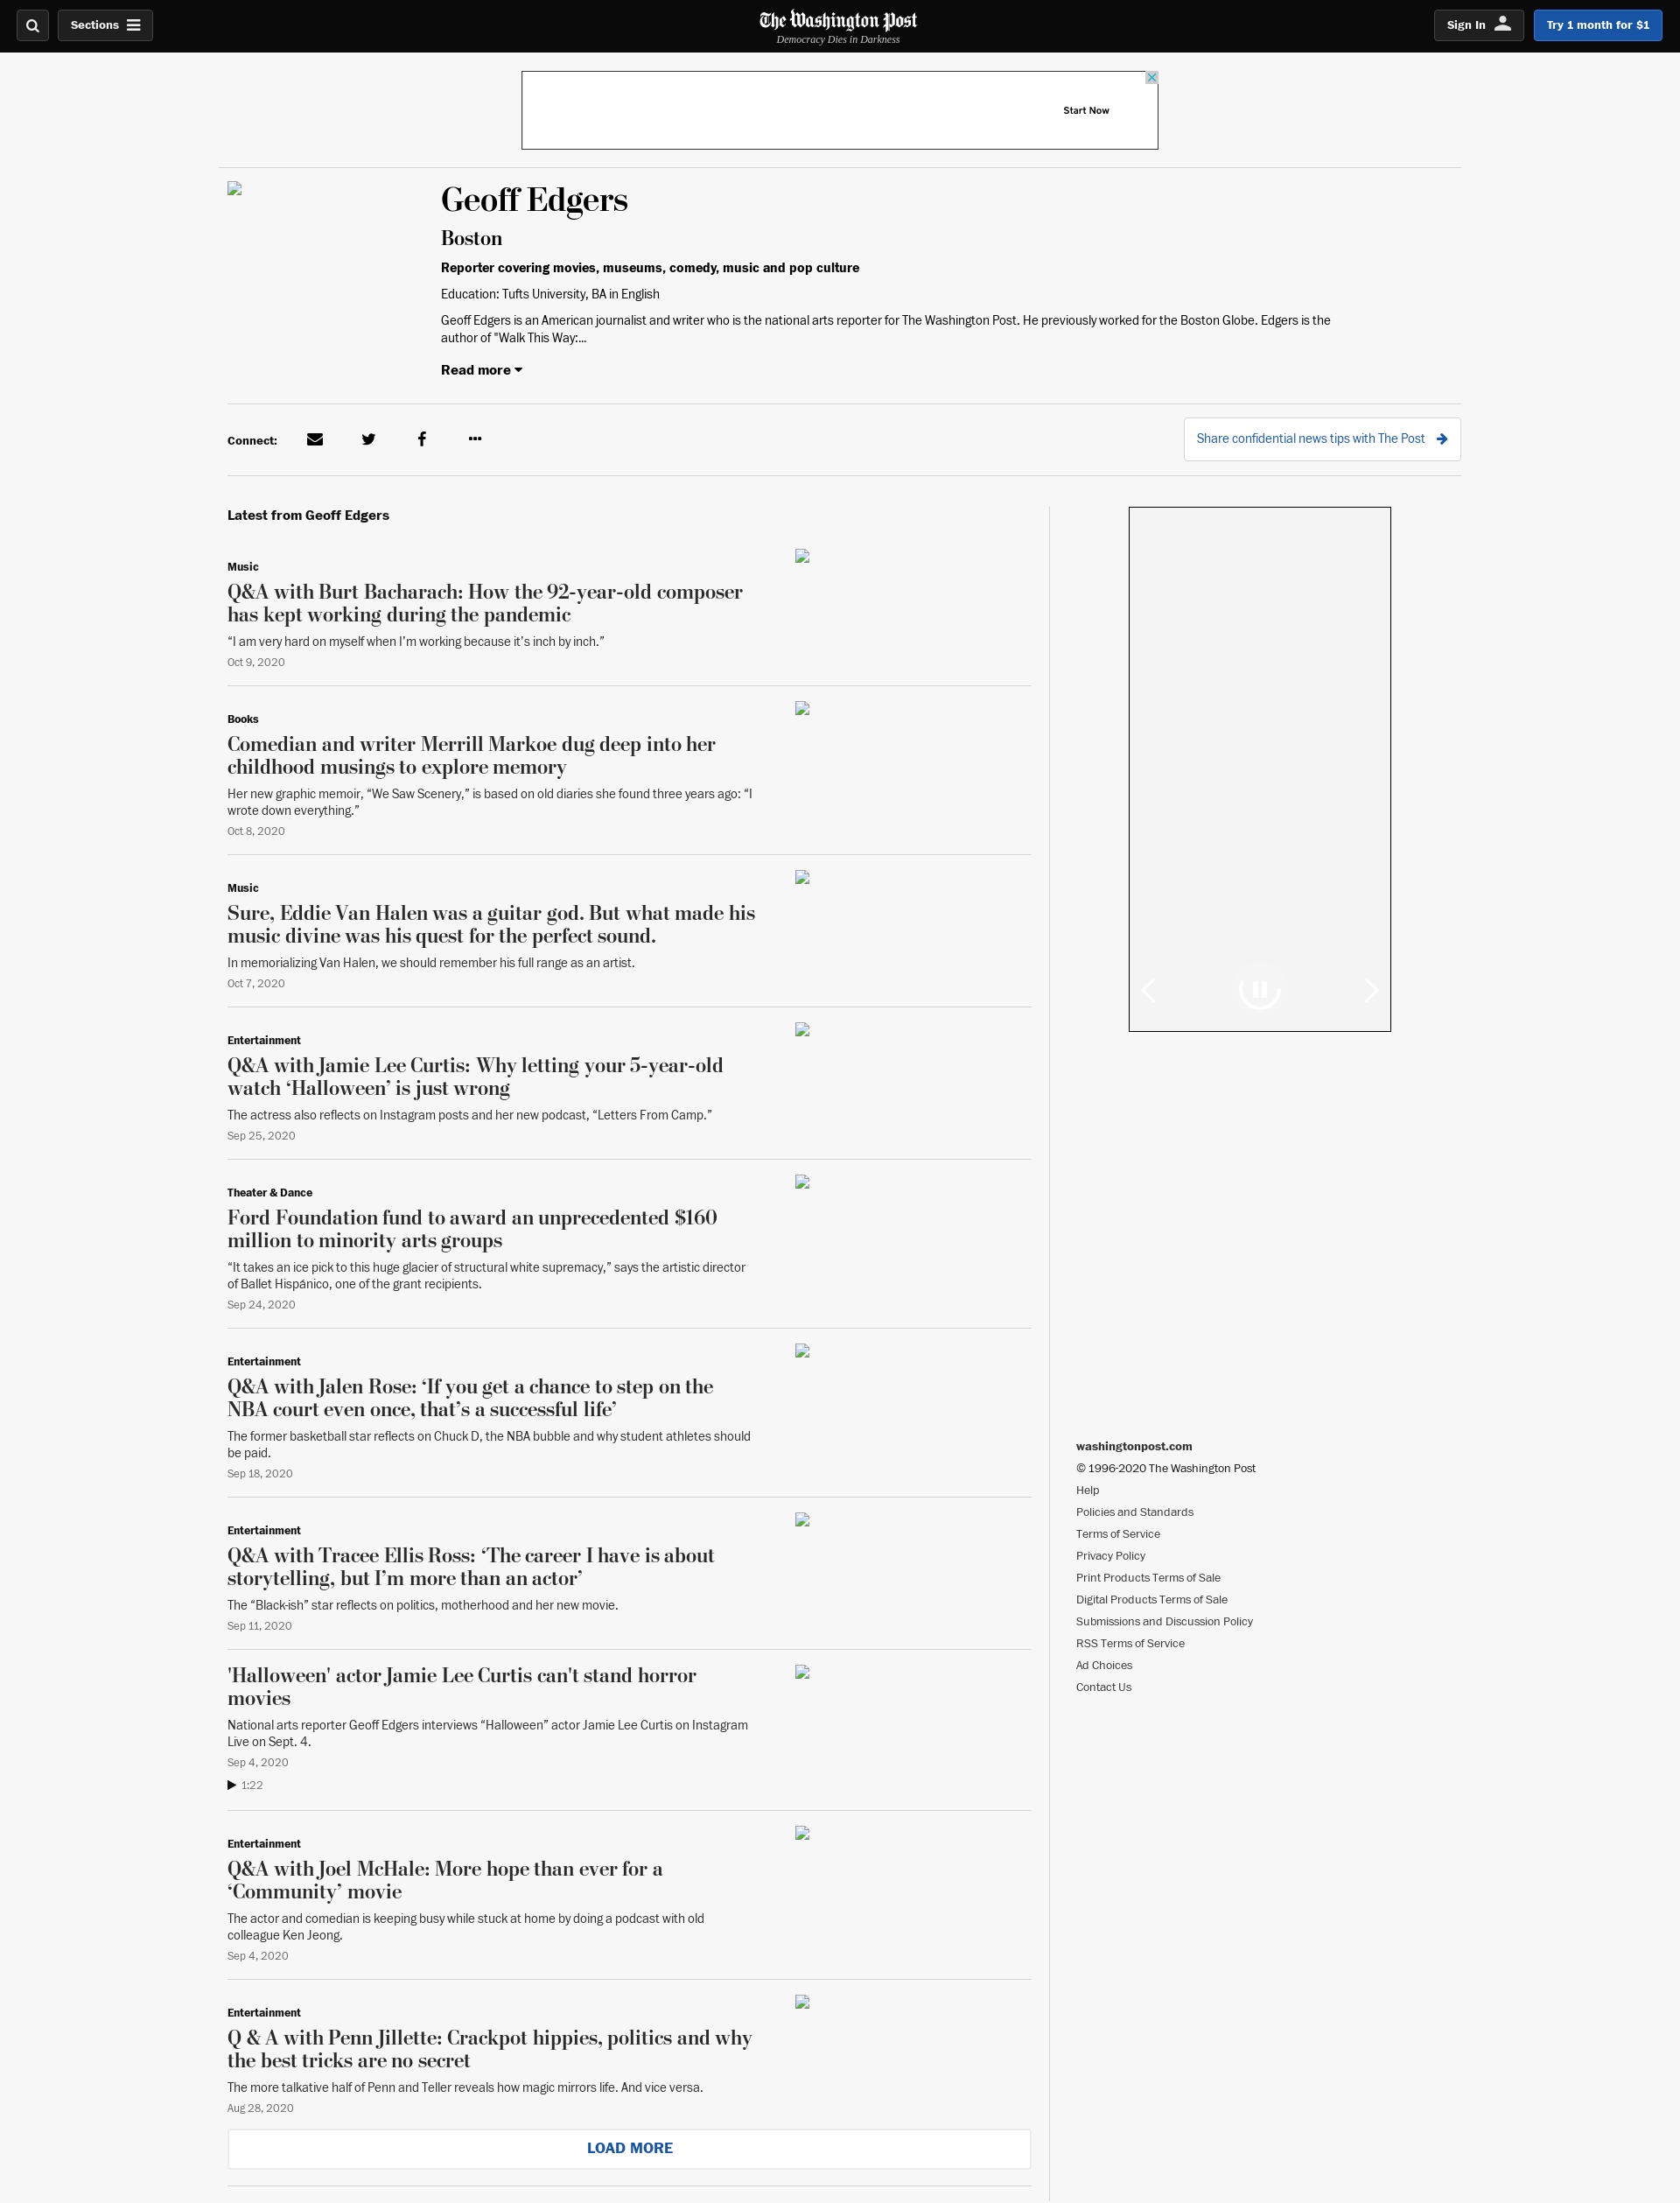 Sections
The Washington Post
Democracy Dies in Darkness
Sign In
Try 1 month for $1
Start Now
Geoff Edgers
Boston
Reporter covering movies, museums, comedy, music and pop culture
Education: Tufts University, BA in English
Geoff Edgers is an American journalist and writer who is the national arts reporter for The Washington Post. He previously worked for the Boston Globe. Edgers is the
author of "Walk This Way:...
Read more
Connect:
Share confidential news tips with The Post
Latest from Geoff Edgers
Music
Q&A with Burt Bacharach: How the 92-year-old composer
has kept working during the pandemic
“I am very hard on myself when I’m working because it’s inch by inch.”
Oct 9, 2020
Books
Comedian and writer Merrill Markoe dug deep into her
childhood musings to explore memory
Her new graphic memoir, “We Saw Scenery,” is based on old diaries she found three years ago: “I
wrote down everything.”
Oct 8, 2020
Music
Sure, Eddie Van Halen was a guitar god. But what made his
music divine was his quest for the perfect sound.
In memorializing Van Halen, we should remember his full range as an artist.
Oct 7, 2020
Entertainment
Q&A with Jamie Lee Curtis: Why letting your 5-year-old
watch ‘Halloween’ is just wrong
The actress also reflects on Instagram posts and her new podcast, “Letters From Camp.”
Sep 25, 2020
Theater & Dance
Ford Foundation fund to award an unprecedented $160
million to minority arts groups
“It takes an ice pick to this huge glacier of structural white supremacy,” says the artistic director
of Ballet Hispánico, one of the grant recipients.
Sep 24, 2020
Entertainment
Q&A with Jalen Rose: ‘If you get a chance to step on the
NBA court even once, that’s a successful life’
The former basketball star reflects on Chuck D, the NBA bubble and why student athletes should
be paid.
Sep 18, 2020
Entertainment
Q&A with Tracee Ellis Ross: ‘The career I have is about
storytelling, but I’m more than an actor’
The “Black-ish” star reflects on politics, motherhood and her new movie.
Sep 11, 2020
'Halloween' actor Jamie Lee Curtis can't stand horror
movies
National arts reporter Geoff Edgers interviews “Halloween” actor Jamie Lee Curtis on Instagram
Live on Sept. 4.
Sep 4, 2020
1:22
Entertainment
Q&A with Joel McHale: More hope than ever for a
‘Community’ movie
The actor and comedian is keeping busy while stuck at home by doing a podcast with old
colleague Ken Jeong.
Sep 4, 2020
Entertainment
Q & A with Penn Jillette: Crackpot hippies, politics and why
the best tricks are no secret
The more talkative half of Penn and Teller reveals how magic mirrors life. And vice versa.
Aug 28, 2020
LOAD MORE
washingtonpost.com
© 1996-2020 The Washington Post
Help
Policies and Standards
Terms of Service
Privacy Policy
Print Products Terms of Sale
Digital Products Terms of Sale
Submissions and Discussion Policy
RSS Terms of Service
Ad Choices
Contact Us